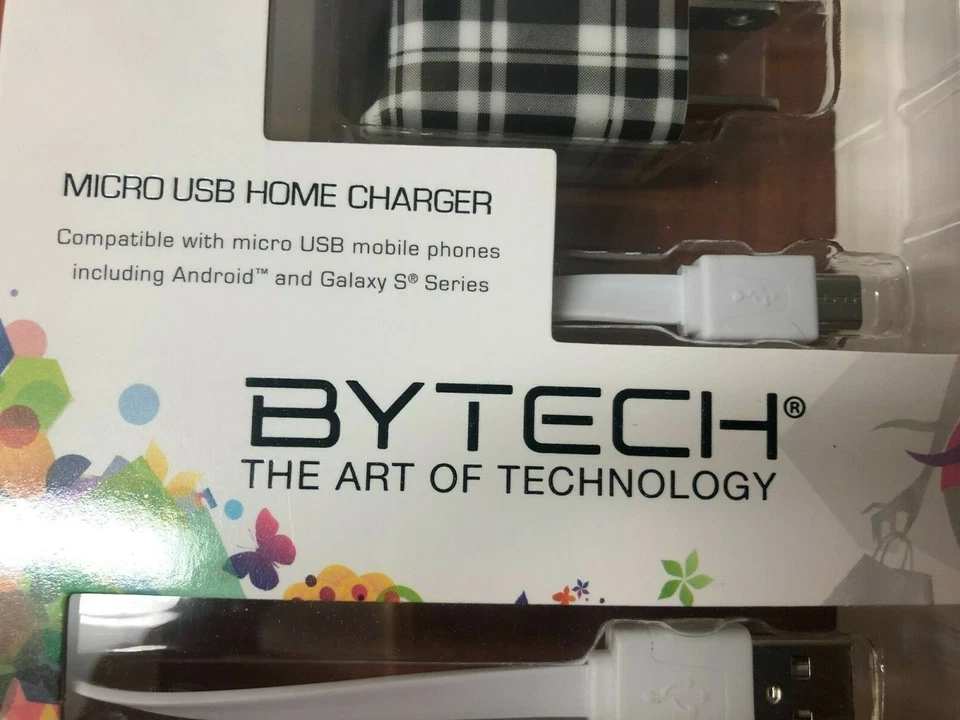 MICRO USB HOME CHARGER
Compatible with micro USB mobile phones
including Android™ and Galaxy S® Series
BYTECH®
THE ART OF TECHNOLOGY